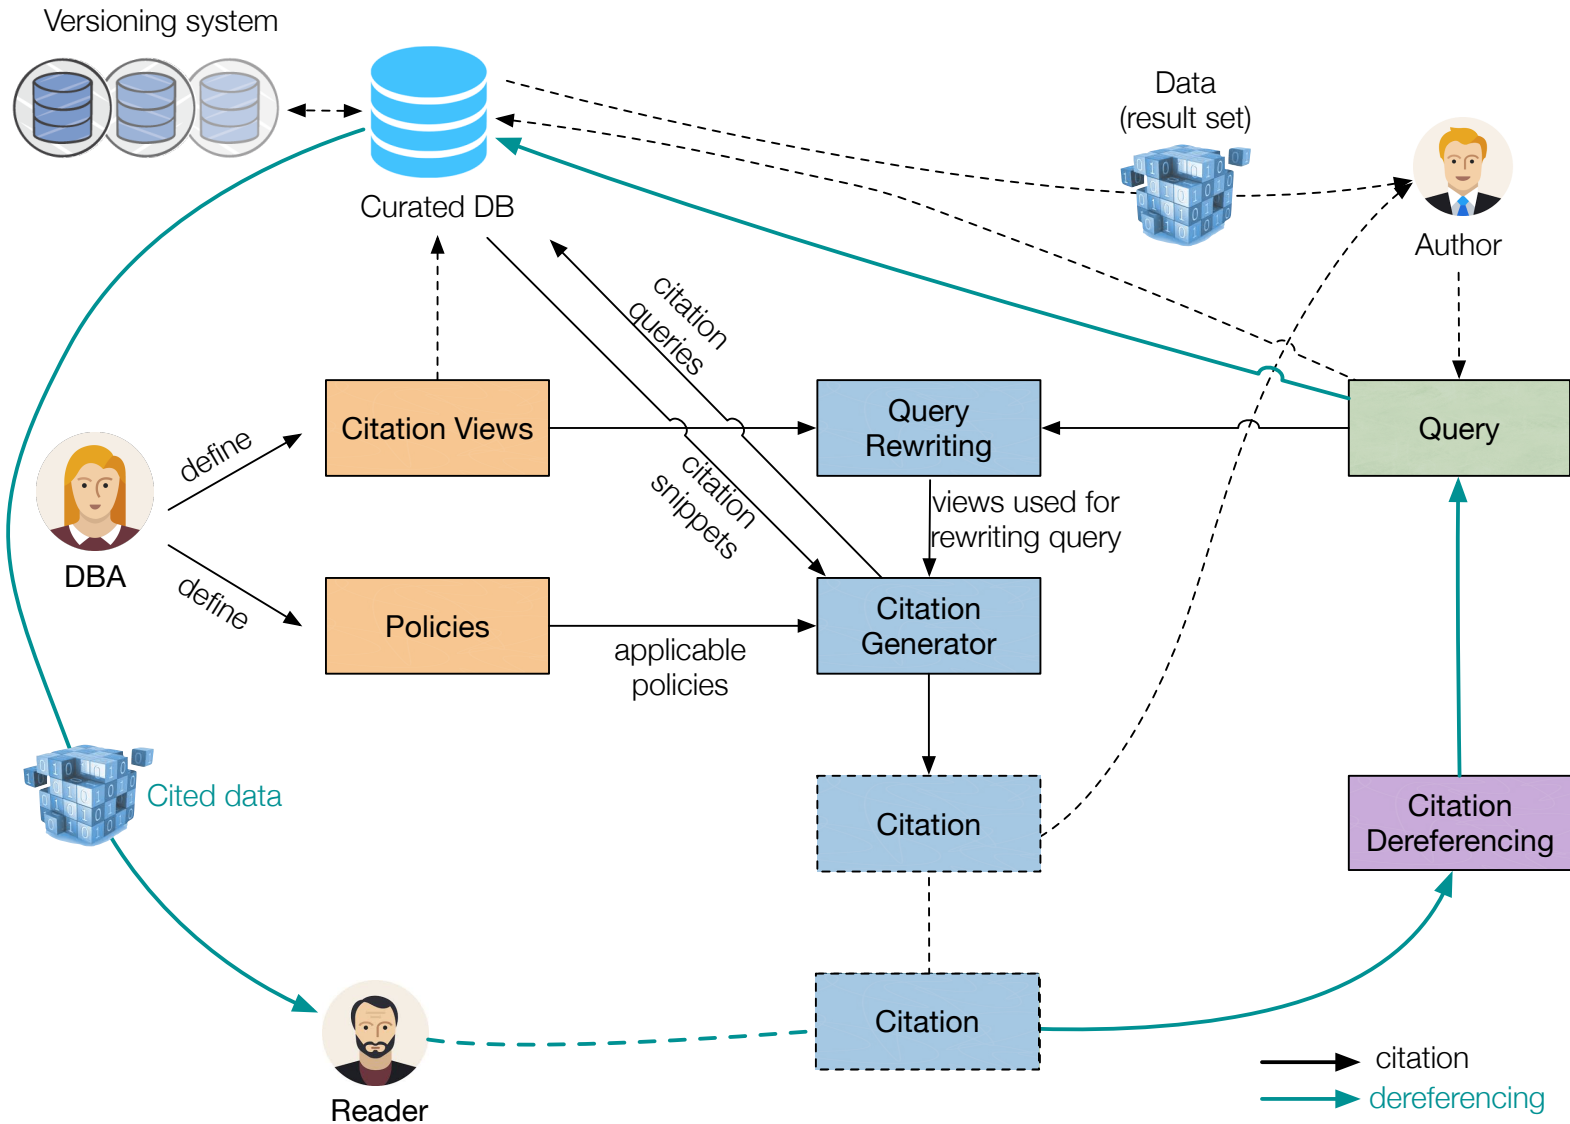 Versioning system
Data
(result set)
Curated DB
Author
citation
queries
define
Citation Views
Query
Rewriting
Query
citation
snippets
views used for
rewriting query
DBA
define
Policies
applicable
policies
Citation
Generator
Cited data
Citation
Citation
Dereferencing
Citation
Reader
citation
dereferencing